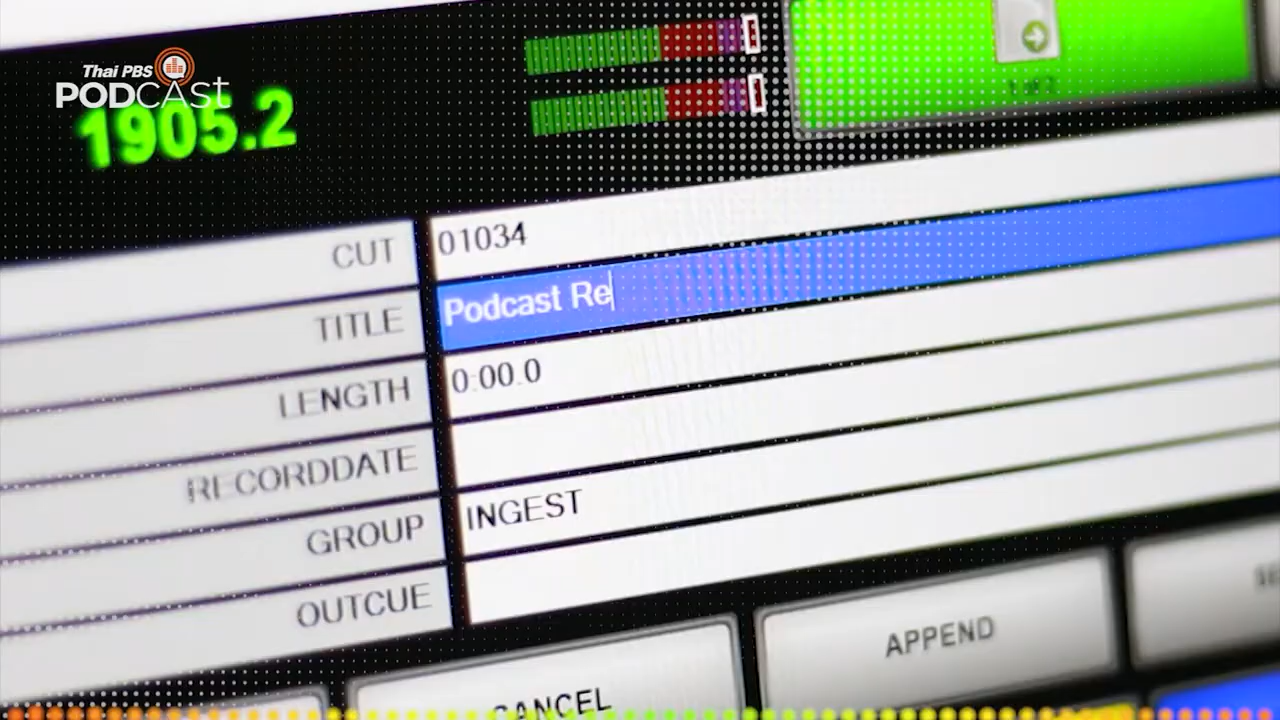 Thai PBS
PODCAST
1905.2
CUT 01034
TITLE Podcast Re
LENGTH 0:00.0
RECORDDATE
GROUP INGEST
OUTCUE
APPEND
CANCEL